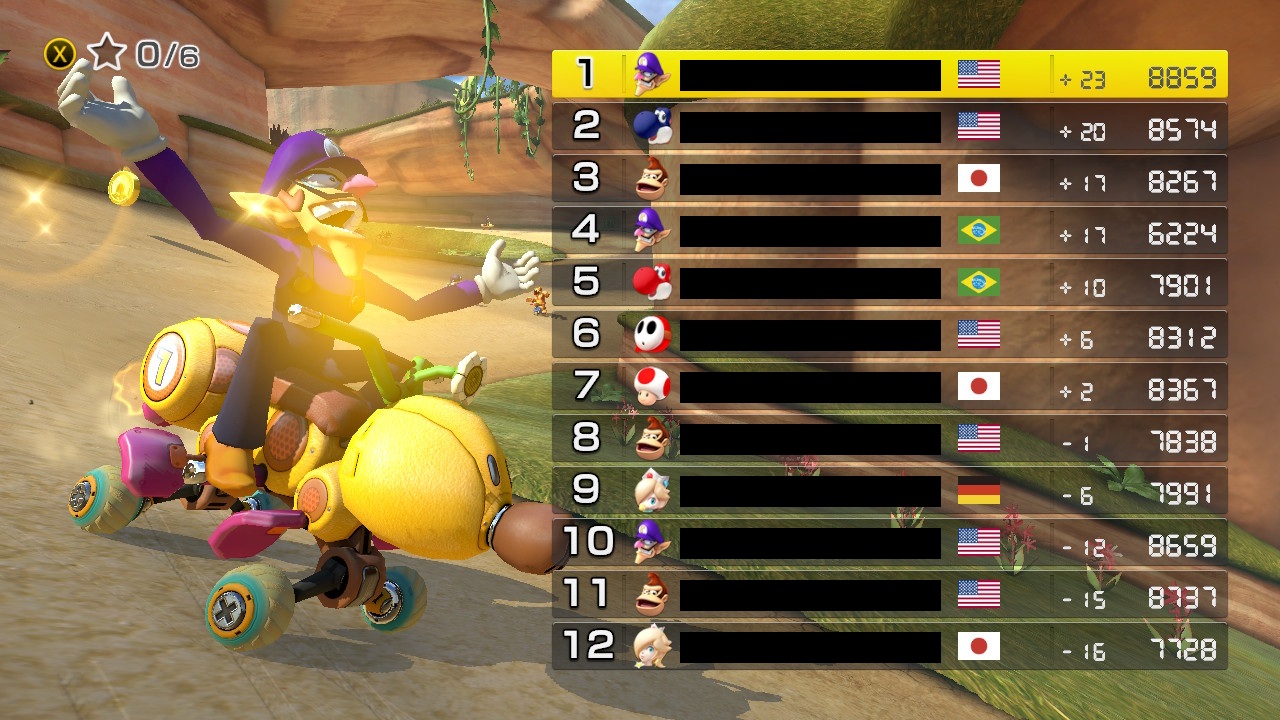 X 0/6
1 + 23 8859
2 + 20 8574
3 + 17 8267
4 + 17 6224
5 + 10 7901
6 + 6 8312
7 + 2 8367
8 - 1 7838
9 - 6 7991
10 - 12 8659
11 - 15 8737
12 - 16 7728
7